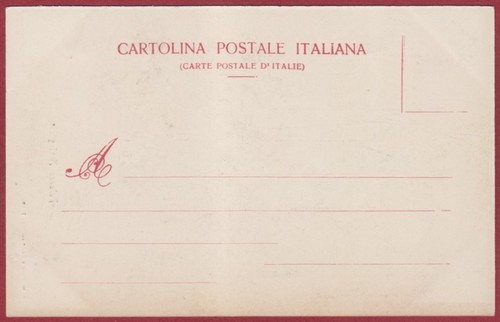 CARTOLINA POSTALE ITALIANA
(CARTE POSTALE D'ITALIE)
A